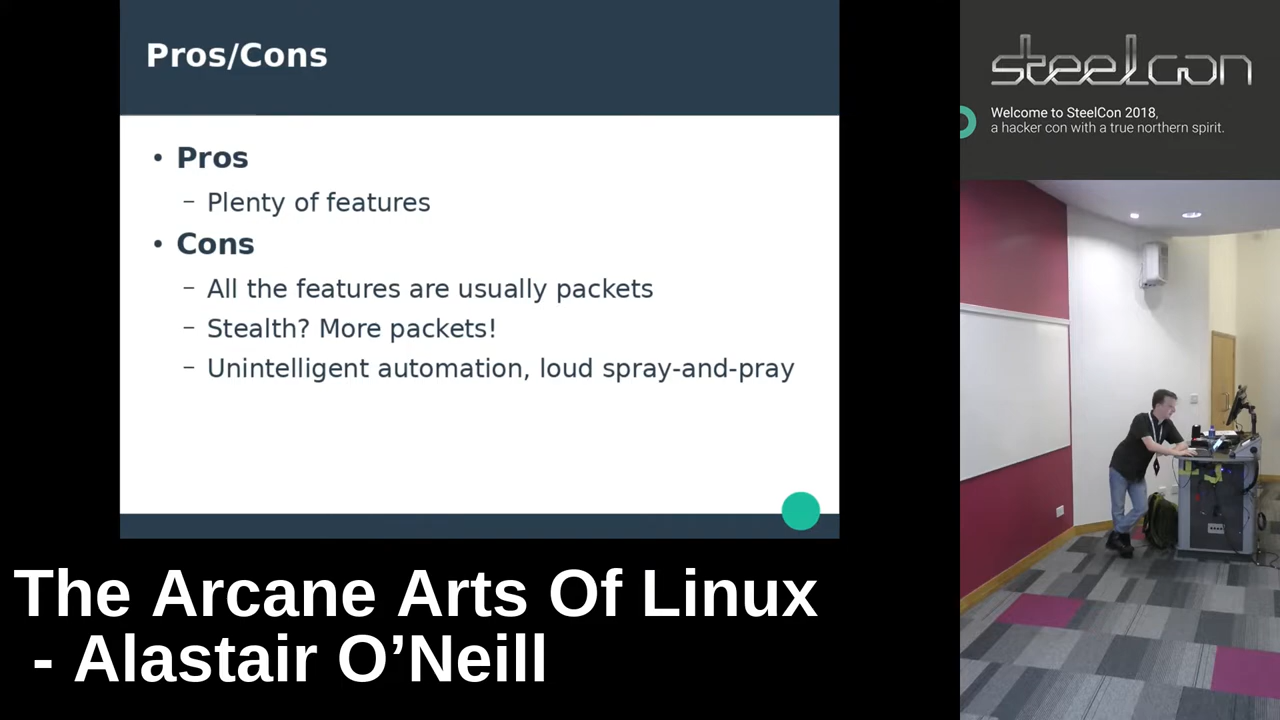 Pros/Cons
• Pros
– Plenty of features
• Cons
– All the features are usually packets
– Stealth? More packets!
– Unintelligent automation, loud spray-and-pray
The Arcane Arts Of Linux
- Alastair O’Neill
steelcon
Welcome to SteelCon 2018,
a hacker con with a true northern spirit.